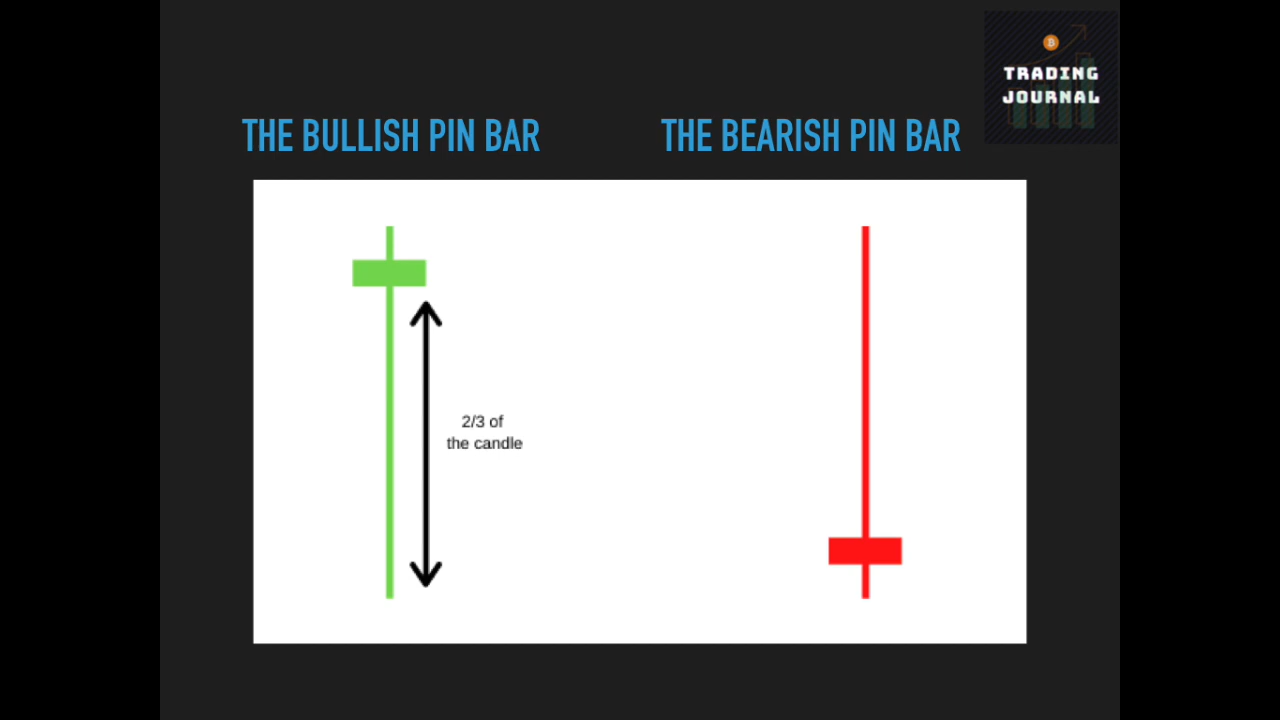 TRADING
JOURNAL
THE BULLISH PIN BAR
THE BEARISH PIN BAR
2/3 of
the candle